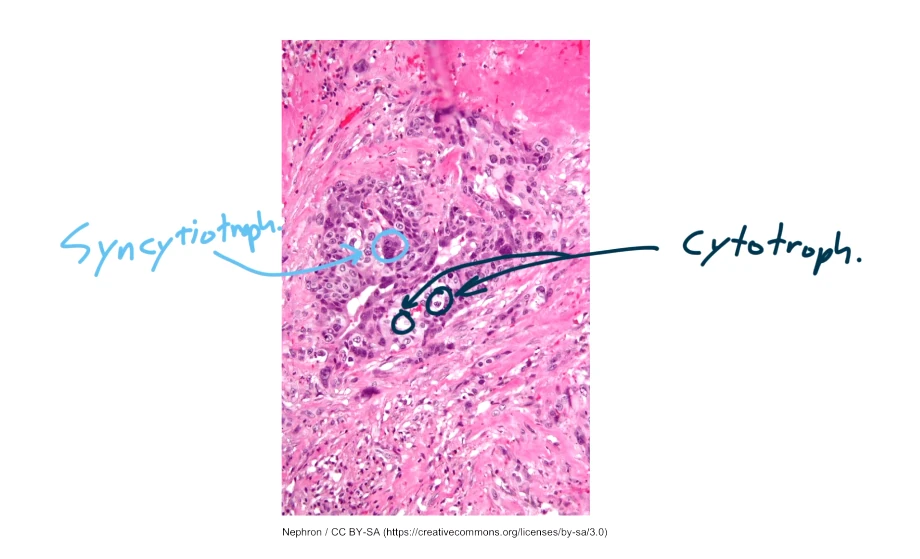 Syncytiotroph.
Cytotroph.
Nephron / CC BY-SA (https://creativecommons.org/licenses/by-sa/3.0)